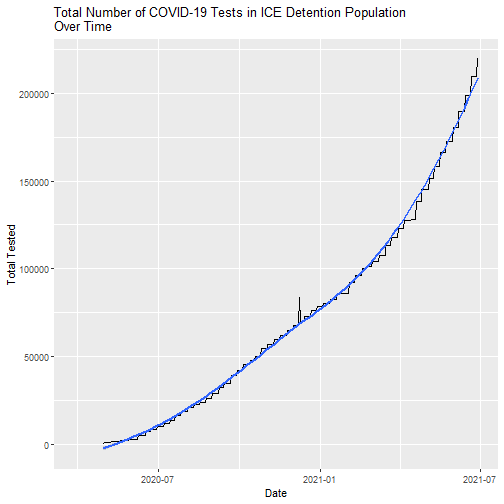 Total Number of COVID-19 Tests in ICE Detention Population
Over Time
Total Tested
200000
150000
100000
50000
0
2020-07
2021-01
2021-07
Date